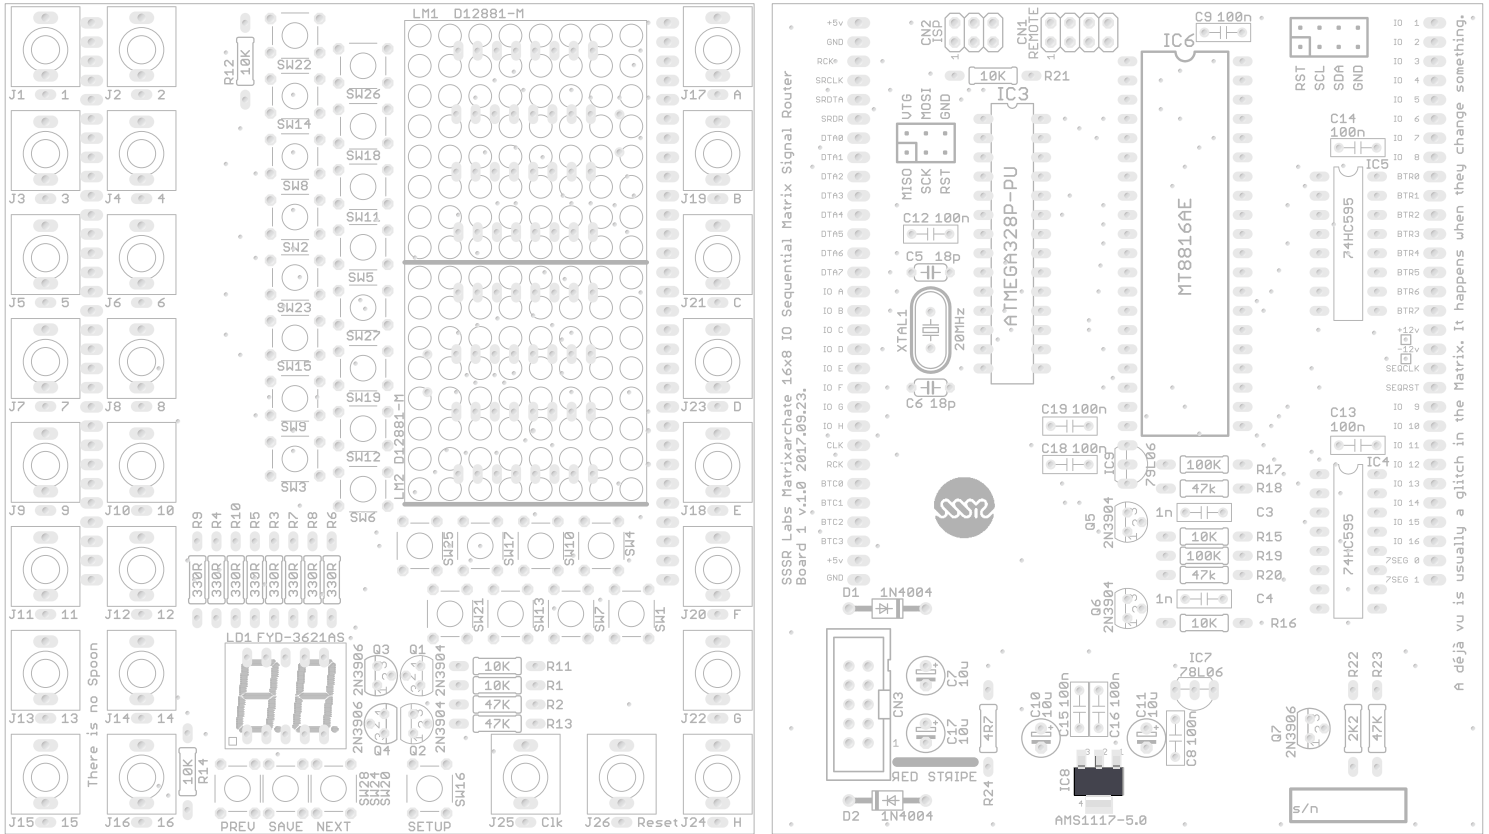 LM1 D12881-M
R12 10K
J1 1 J2 2
J3 3 J4 4
J5 5 J6 6
J7 7 J8 8
J9 9 J10 10
J11 11 J12 12
J13 13 J14 14
J15 15 J16 16
There is no Spoon
SW22
SW26
SW14
SW18
SW8
SW11
SW2
SW5
SW23
SW27
SW15
SW19
SW9
SW12
SW3
SW6
LM2 D12881-M
J17 A
J19 B
J21 C
J23 D
J18 E
J20 F
J22 G
J24 H
SW25 SW17 SW10 SW4
SW21 SW13 SW7 SW1
R9 R4 R10 R5 R3 R7 R8 R6
330R 330R 330R 330R 330R 330R 330R 330R
LD1 FYD-3621AS
Q3 2N3906
Q1 2N3904
Q4 2N3906
Q2 2N3904
10K R11
10K R1
47K R2
47K R13
10K R14
SW28
SW24
SW20
SW16
PREV SAVE NEXT SETUP
J25 Clk
J26 Reset
SSSR Labs Matrixarchate 16x8 IO Sequential Matrix Signal Router
Board 1 v.1.0 2017.09.23.
+5v
GND
RCK*
SRCLK
SRDTA
SRDR
DTA0
DTA1
DTA2
DTA3
DTA4
DTA5
DTA6
DTA7
IO A
IO B
IO C
IO D
IO E
IO F
IO G
IO H
CLK
RCK
BTC0
BTC1
BTC2
BTC3
+5v
GND
CN2 ISP 1
CN1 REMOTE 1
10K R21
VTG MOSI GND
MISO SCK RST
C12 100n
C5 18p
XTAL1 20MHz
C6 18p
IC3
ATMEGA328P-PU
IC6
MT8816AE
C9 100n
RST SCL SDA GND
C14 100n
IC5
74HC595
C13 100n
IC4
74HC595
C19 100n
C18 100n
IC9 79L06
100K R17
47k R18
Q5 2N3904
1n C3
10K R15
100K R19
47k R20
Q6 2N3904
1n C4
10K R16
IO 1
IO 2
IO 3
IO 4
IO 5
IO 6
IO 7
IO 8
BTR0
BTR1
BTR2
BTR3
BTR4
BTR5
BTR6
BTR7
+12v
-12v
SEQCLK
SEQRST
IO 9
IO 10
IO 11
IO 12
IO 13
IO 14
IO 15
IO 16
7SEG 0
7SEG 1
A déjà vu is usually a glitch in the Matrix. It happens when they change something.
D1 1N4004
CN3
1
C7 10u
C17 10u
RED STRIPE
D2 1N4004
4R7 R24
C10 10u
C15 100n
C16 100n
C11 10u
C8 100n
IC7
78L06
IC8
1 2 3
4
AMS1117-5.0
Q7 2N3906
R22 2K2
R23 47K
s/n